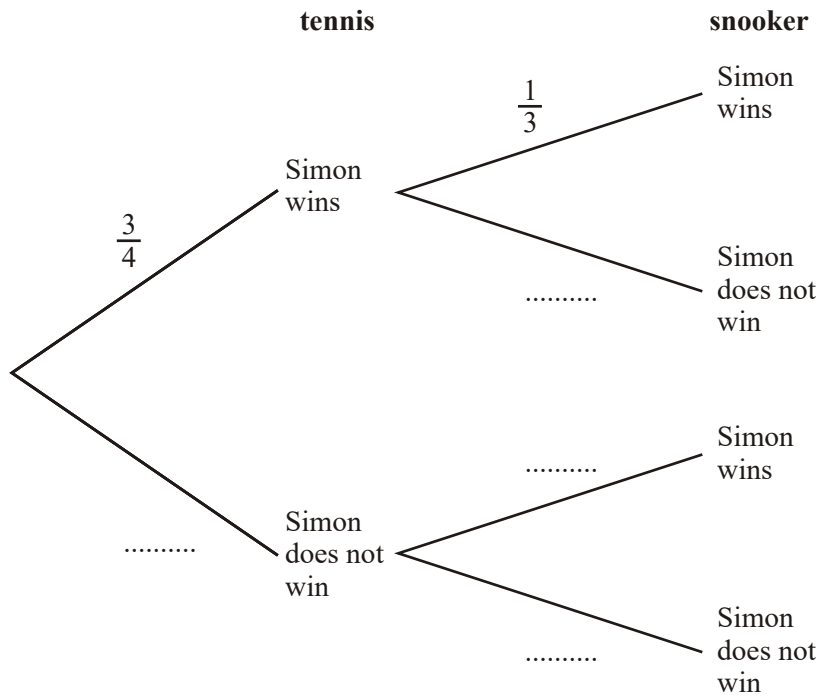 tennis
snooker
Simon
wins
1
3
Simon
wins
3
4
Simon
does not
win
..........
Simon
wins
..........
Simon
does not
win
..........
Simon
does not
win
..........